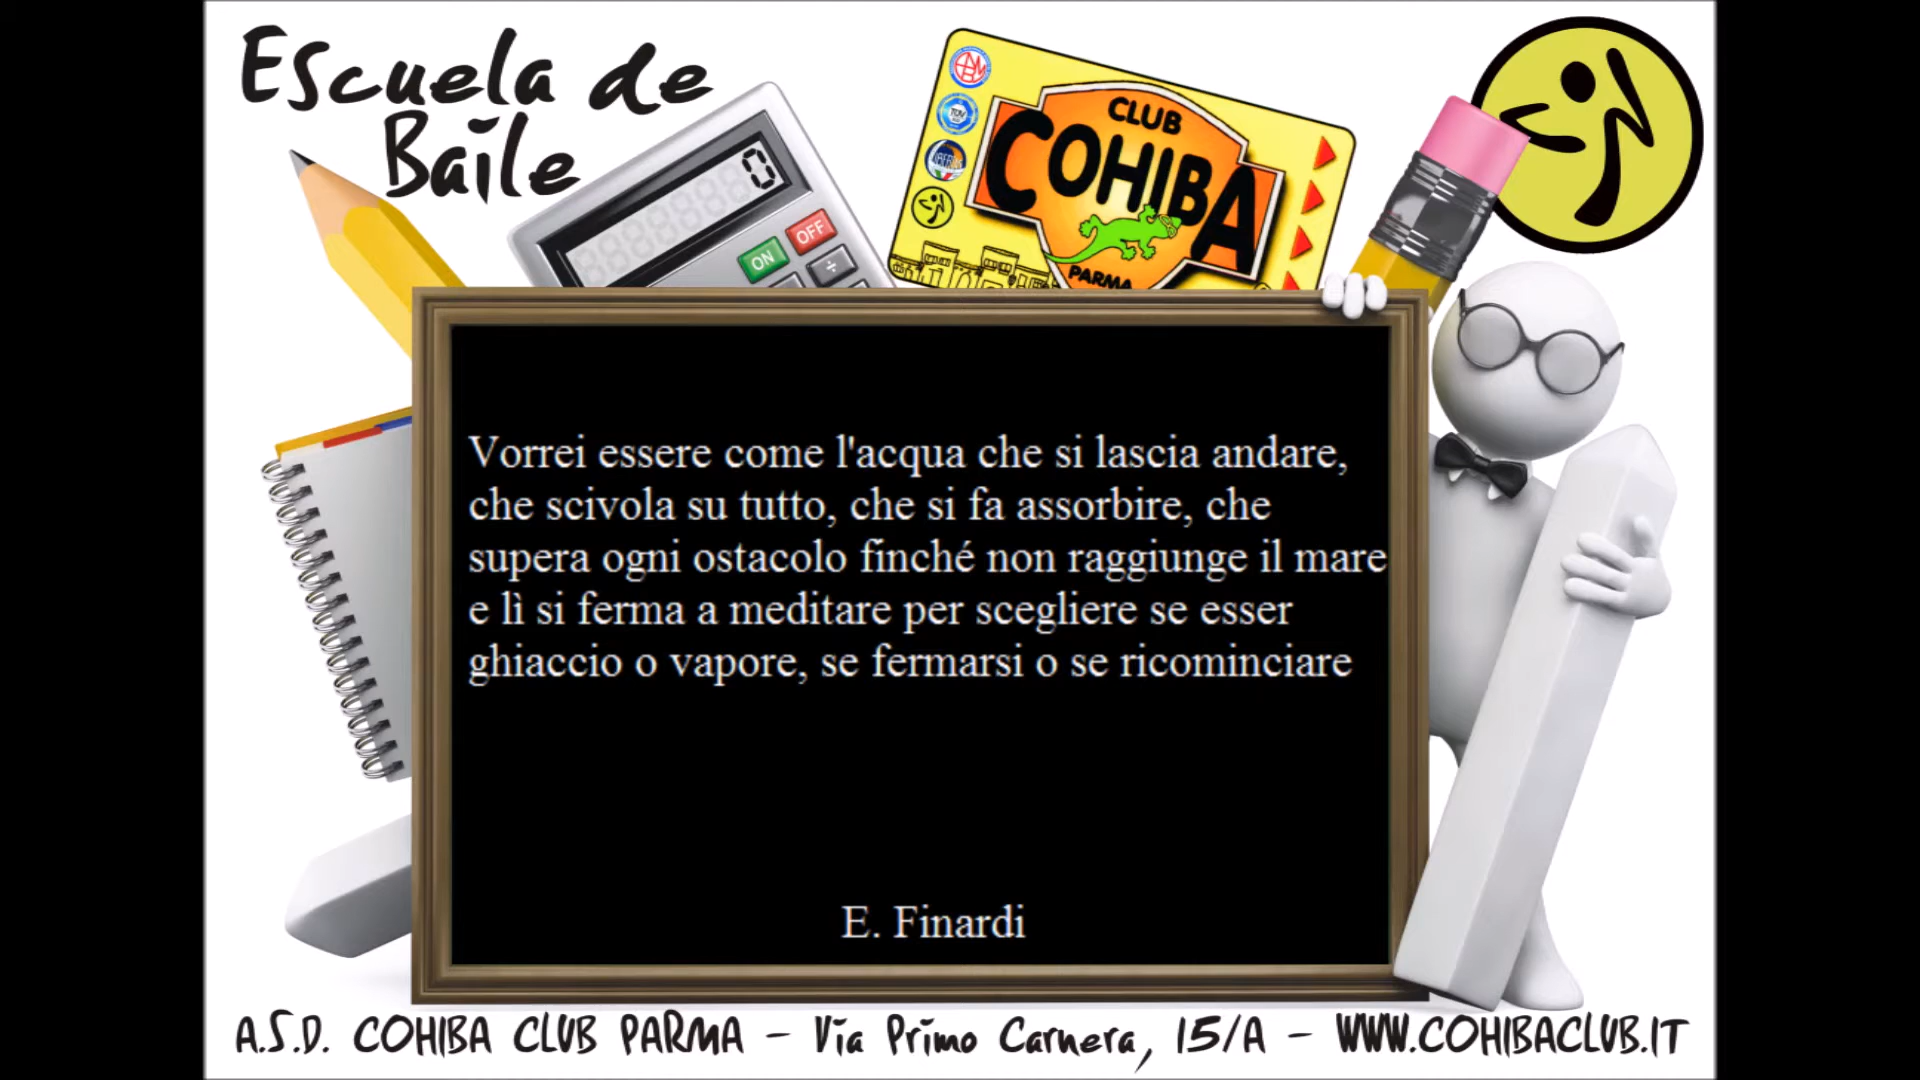 Escuela de
Baile
0
ON
OFF
÷
CLUB
COHIBA
PARMA
TÜV
Vorrei essere come l'acqua che si lascia andare,
che scivola su tutto, che si fa assorbire, che
supera ogni ostacolo finché non raggiunge il mare
e lì si ferma a meditare per scegliere se esser
ghiaccio o vapore, se fermarsi o se ricominciare
E. Finardi
A.S.D. COHIBA CLUB PARMA - Via Primo Carnera, 15/A - WWW.COHIBACLUB.IT